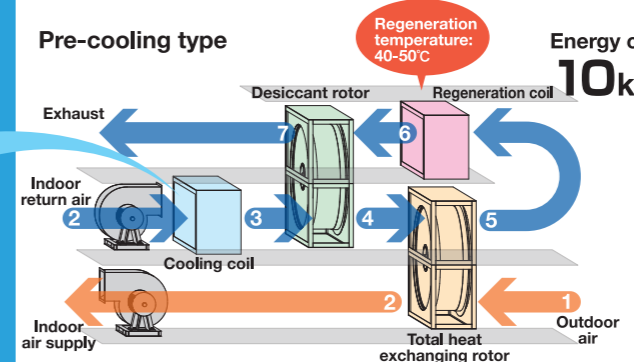 Pre-cooling type
Regeneration
temperature:
40-50℃
Energy c
10k
Desiccant rotor
Regeneration coil
Exhaust
7
6
Indoor
return air
2
3
4
5
Cooling coil
2
1
Indoor
air supply
Outdoor
air
Total heat
exchanging rotor